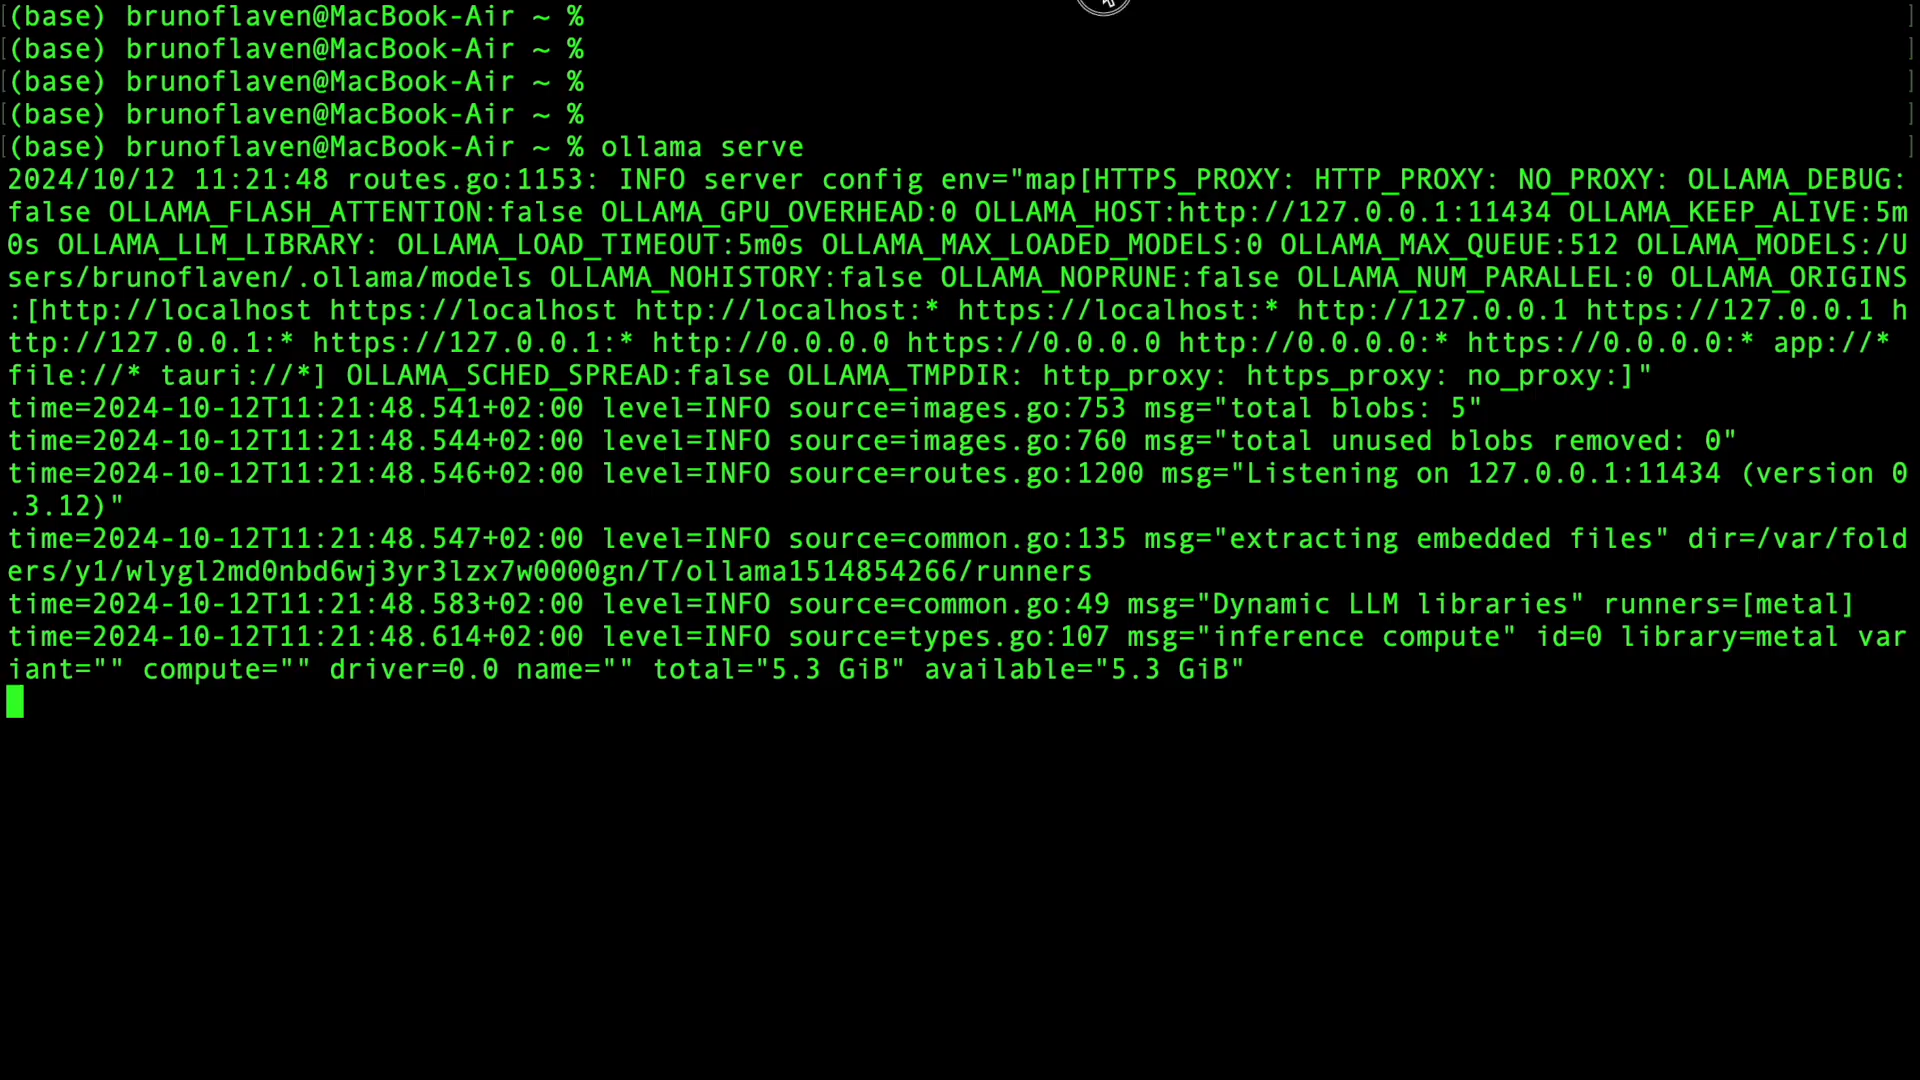 [(base) brunoflaven@MacBook-Air ~ % ]
[(base) brunoflaven@MacBook-Air ~ % ]
[(base) brunoflaven@MacBook-Air ~ % ]
[(base) brunoflaven@MacBook-Air ~ % ]
[(base) brunoflaven@MacBook-Air ~ % ollama serve ]
2024/10/12 11:21:48 routes.go:1153: INFO server config env="map[HTTPS_PROXY: HTTP_PROXY: NO_PROXY: OLLAMA_DEBUG:
false OLLAMA_FLASH_ATTENTION:false OLLAMA_GPU_OVERHEAD:0 OLLAMA_HOST:http://127.0.0.1:11434 OLLAMA_KEEP_ALIVE:5m
0s OLLAMA_LLM_LIBRARY: OLLAMA_LOAD_TIMEOUT:5m0s OLLAMA_MAX_LOADED_MODELS:0 OLLAMA_MAX_QUEUE:512 OLLAMA_MODELS:/U
sers/brunoflaven/.ollama/models OLLAMA_NOHISTORY:false OLLAMA_NOPRUNE:false OLLAMA_NUM_PARALLEL:0 OLLAMA_ORIGINS
:[http://localhost https://localhost http://localhost:* https://localhost:* http://127.0.0.1 https://127.0.0.1 h
ttp://127.0.0.1:* https://127.0.0.1:* http://0.0.0.0 https://0.0.0.0 http://0.0.0.0:* https://0.0.0.0:* app://*
file://* tauri://*] OLLAMA_SCHED_SPREAD:false OLLAMA_TMPDIR: http_proxy: https_proxy: no_proxy:]"
time=2024-10-12T11:21:48.541+02:00 level=INFO source=images.go:753 msg="total blobs: 5"
time=2024-10-12T11:21:48.544+02:00 level=INFO source=images.go:760 msg="total unused blobs removed: 0"
time=2024-10-12T11:21:48.546+02:00 level=INFO source=routes.go:1200 msg="Listening on 127.0.0.1:11434 (version 0
.3.12)"
time=2024-10-12T11:21:48.547+02:00 level=INFO source=common.go:135 msg="extracting embedded files" dir=/var/fold
ers/y1/wlygl2md0nbd6wj3yr3lzx7w0000gn/T/ollama1514854266/runners
time=2024-10-12T11:21:48.583+02:00 level=INFO source=common.go:49 msg="Dynamic LLM libraries" runners=[metal]
time=2024-10-12T11:21:48.614+02:00 level=INFO source=types.go:107 msg="inference compute" id=0 library=metal var
iant="" compute="" driver=0.0 name="" total="5.3 GiB" available="5.3 GiB"